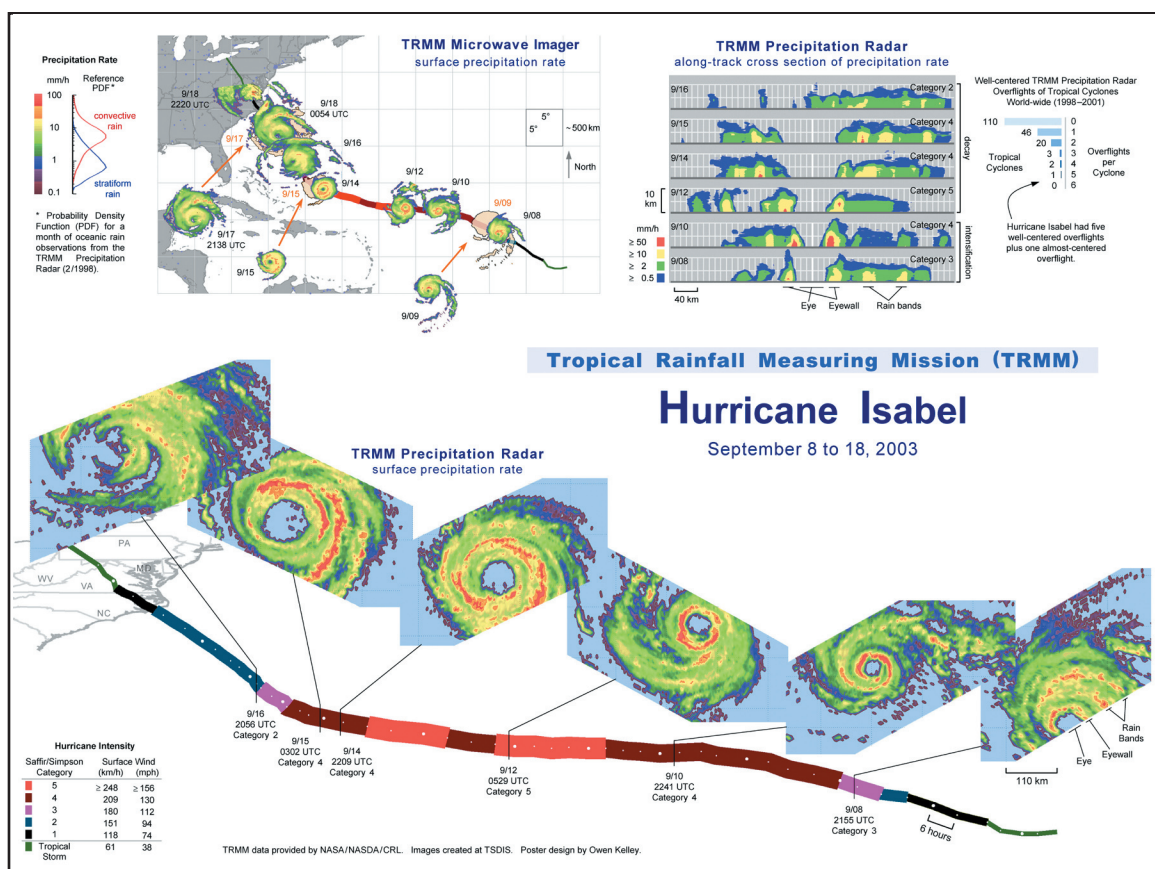 TRMM Microwave Imager
surface precipitation rate
Precipitation Rate
mm/h
Reference
PDF*
100
10
1
0.1
convective
rain
stratiform
rain
* Probability Density
Function (PDF) for a
month of oceanic rain
observations from the
TRMM Precipitation
Radar (2/1998).
9/18
2220 UTC
9/18
0054 UTC
9/17
9/16
9/15
9/14
9/12
9/10
9/09
9/08
9/17
2138 UTC
9/15
9/09
5°
5°
~500 km
North
TRMM Precipitation Radar
along-track cross section of precipitation rate
9/16
Category 2
9/15
Category 4
9/14
Category 4
9/12
Category 5
9/10
Category 4
9/08
Category 3
decay
intensification
10
km
mm/h
≥ 50
≥ 10
≥ 2
≥ 0.5
40 km
Eye
Eyewall
Rain bands
Well-centered TRMM Precipitation Radar
Overflights of Tropical Cyclones
World-wide (1998–2001)
110 0
46 1
20 2
3 3
2 4
1 5
0 6
Tropical
Cyclones
Overflights
per
Cyclone
Hurricane Isabel had five
well-centered overflights
plus one almost-centered
overflight.
Tropical Rainfall Measuring Mission (TRMM)
Hurricane Isabel
September 8 to 18, 2003
TRMM Precipitation Radar
surface precipitation rate
PA
MD
WV
VA
NC
9/16
2056 UTC
Category 2
9/15
0302 UTC
Category 4
9/14
2209 UTC
Category 4
9/12
0529 UTC
Category 5
9/10
2241 UTC
Category 4
9/08
2155 UTC
Category 3
Eye
Eyewall
Rain
Bands
110 km
6 hours
Hurricane Intensity
Saffir/Simpson Surface Wind
Category (km/h) (mph)
5 ≥ 248 ≥ 156
4 209 130
3 180 112
2 151 94
1 118 74
Tropical 61 38
Storm
TRMM data provided by NASA/NASDA/CRL. Images created at TSDIS. Poster design by Owen Kelley.